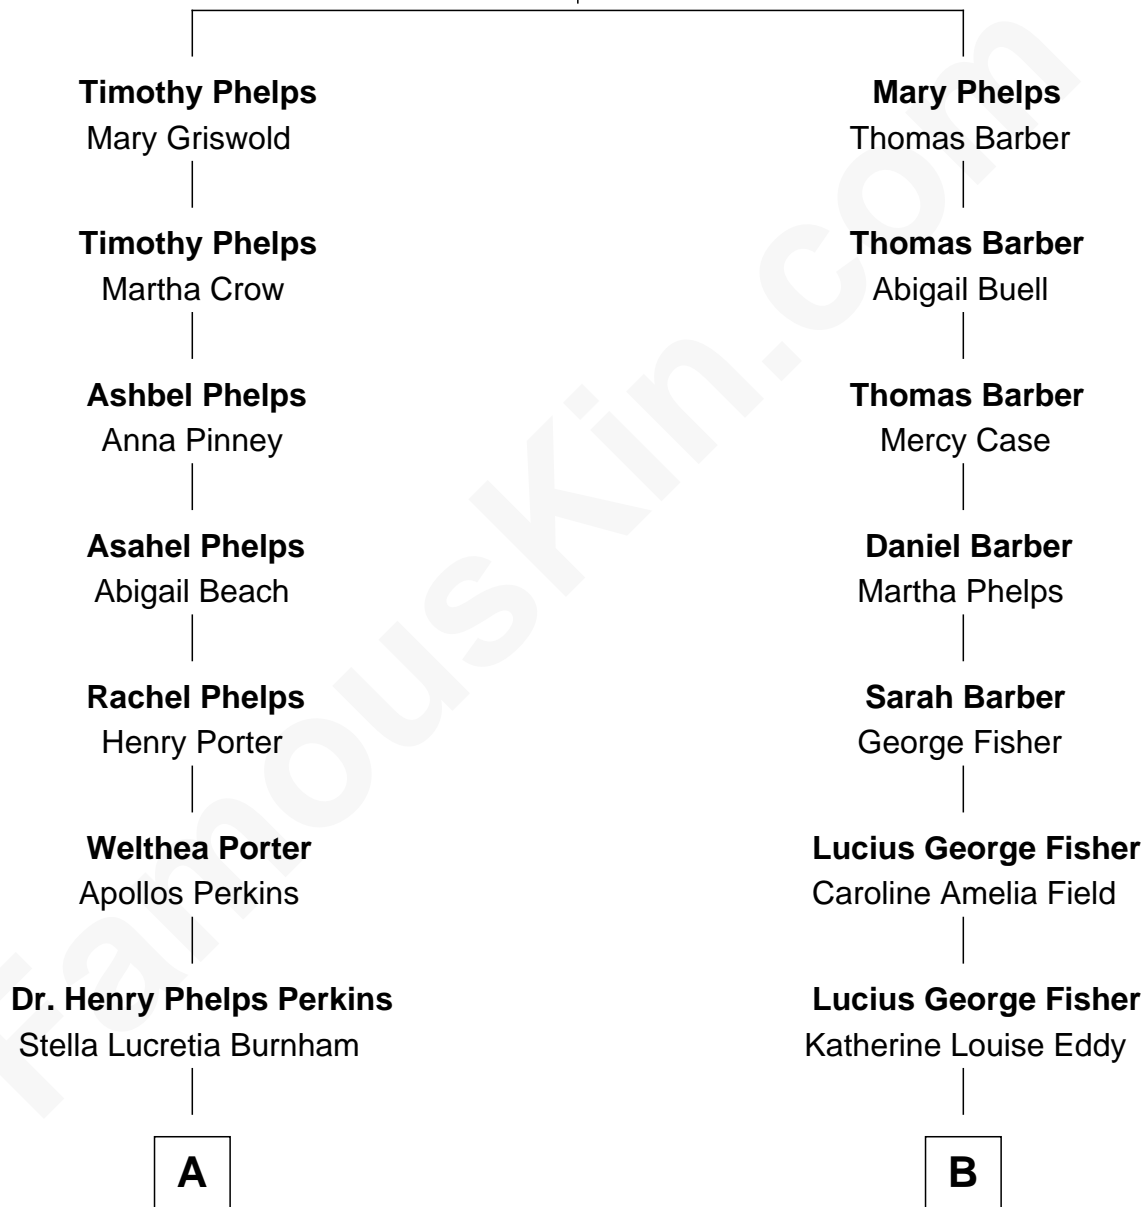 Timothy Phelps
Mary Griswold
Mary Phelps
Thomas Barber
Timothy Phelps
Martha Crow
Thomas Barber
Abigail Buell
Ashbel Phelps
Anna Pinney
Thomas Barber
Mercy Case
Asahel Phelps
Abigail Beach
Daniel Barber
Martha Phelps
Rachel Phelps
Henry Porter
Sarah Barber
George Fisher
Welthea Porter
Apollos Perkins
Lucius George Fisher
Caroline Amelia Field
Dr. Henry Phelps Perkins
Stella Lucretia Burnham
Lucius George Fisher
Katherine Louise Eddy
A
B
FamousKin.com